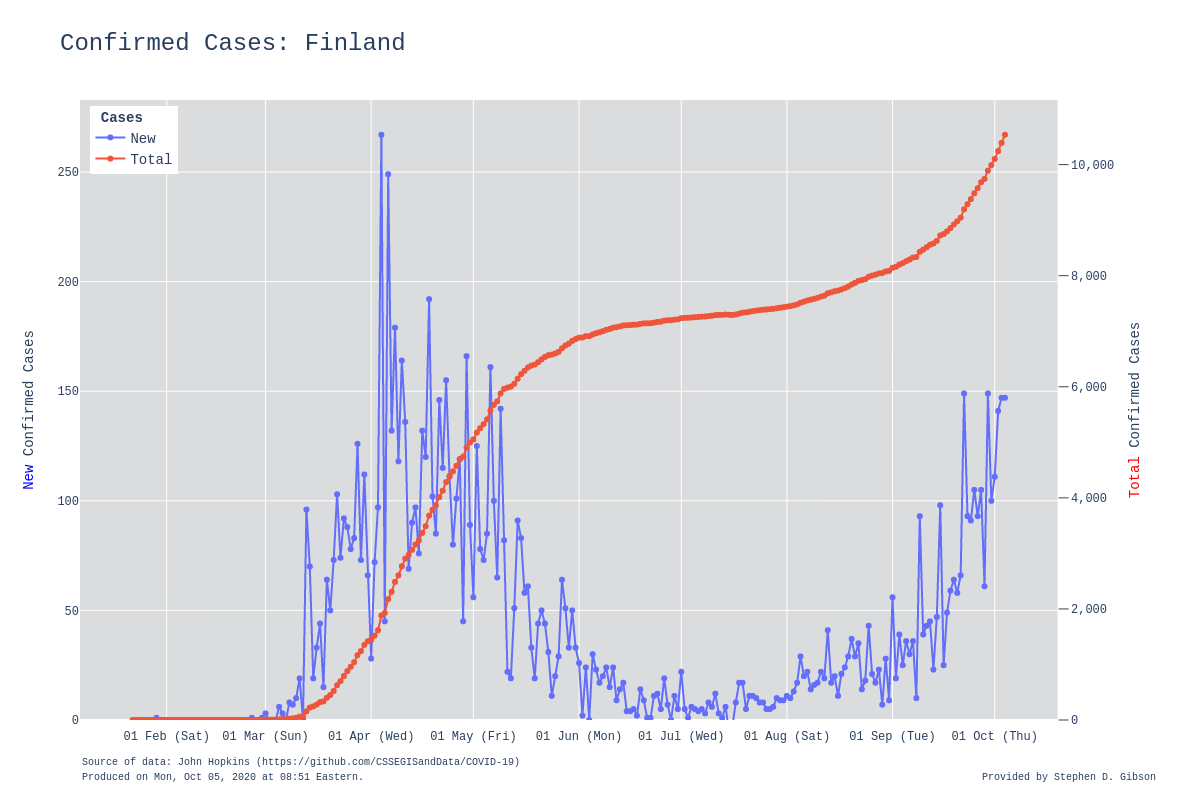 Confirmed Cases: Finland
Cases
New
Total
250
200
150
100
50
0
10,000
8,000
6,000
4,000
2,000
0
New Confirmed Cases
Total Confirmed Cases
01 Feb (Sat) 01 Mar (Sun) 01 Apr (Wed) 01 May (Fri) 01 Jun (Mon) 01 Jul (Wed) 01 Aug (Sat) 01 Sep (Tue) 01 Oct (Thu)
Source of data: John Hopkins (https://github.com/CSSEGISandData/COVID-19)
Produced on Mon, Oct 05, 2020 at 08:51 Eastern.
Provided by Stephen D. Gibson